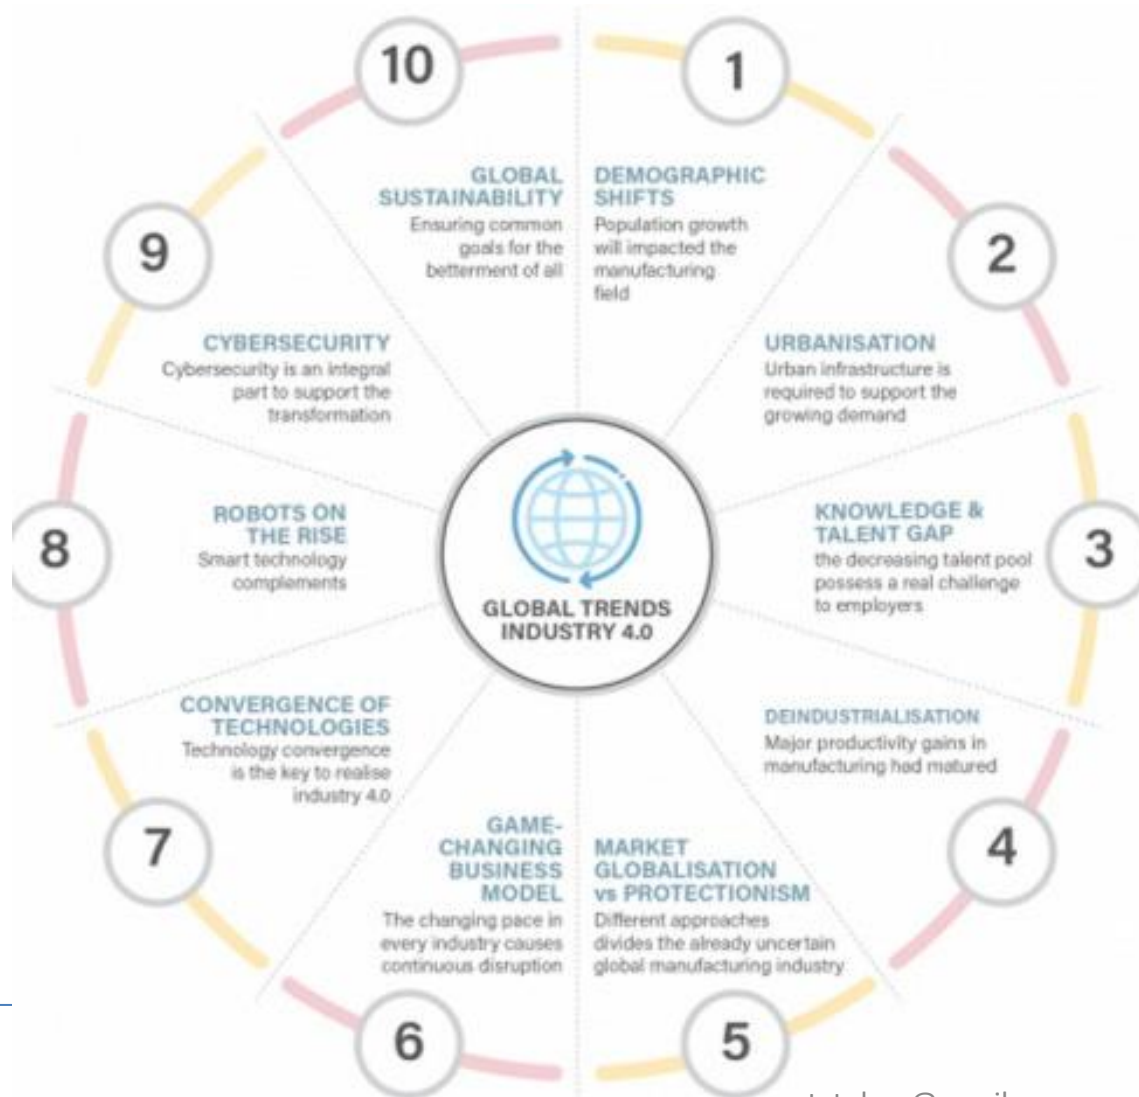 1
DEMOGRAPHIC
SHIFTS
Population growth
will impacted the
manufacturing
field
2
URBANISATION
Urban infrastructure is
required to support the
growing demand
3
KNOWLEDGE &
TALENT GAP
the decreasing talent pool
possess a real challenge
to employers
4
DEINDUSTRIALISATION
Major productivity gains in
manufacturing had matured
5
MARKET
GLOBALISATION
vs PROTECTIONISM
Different approaches
divides the already uncertain
global manufacturing industry
6
GAME-
CHANGING
BUSINESS
MODEL
The changing pace in
every industry causes
continuous disruption
7
CONVERGENCE OF
TECHNOLOGIES
Technology convergence
is the key to realise
industry 4.0
8
ROBOTS ON
THE RISE
Smart technology
complements
9
CYBERSECURITY
Cybersecurity is an integral
part to support the
transformation
10
GLOBAL
SUSTAINABILITY
Ensuring common
goals for the
betterment of all
GLOBAL TRENDS
INDUSTRY 4.0